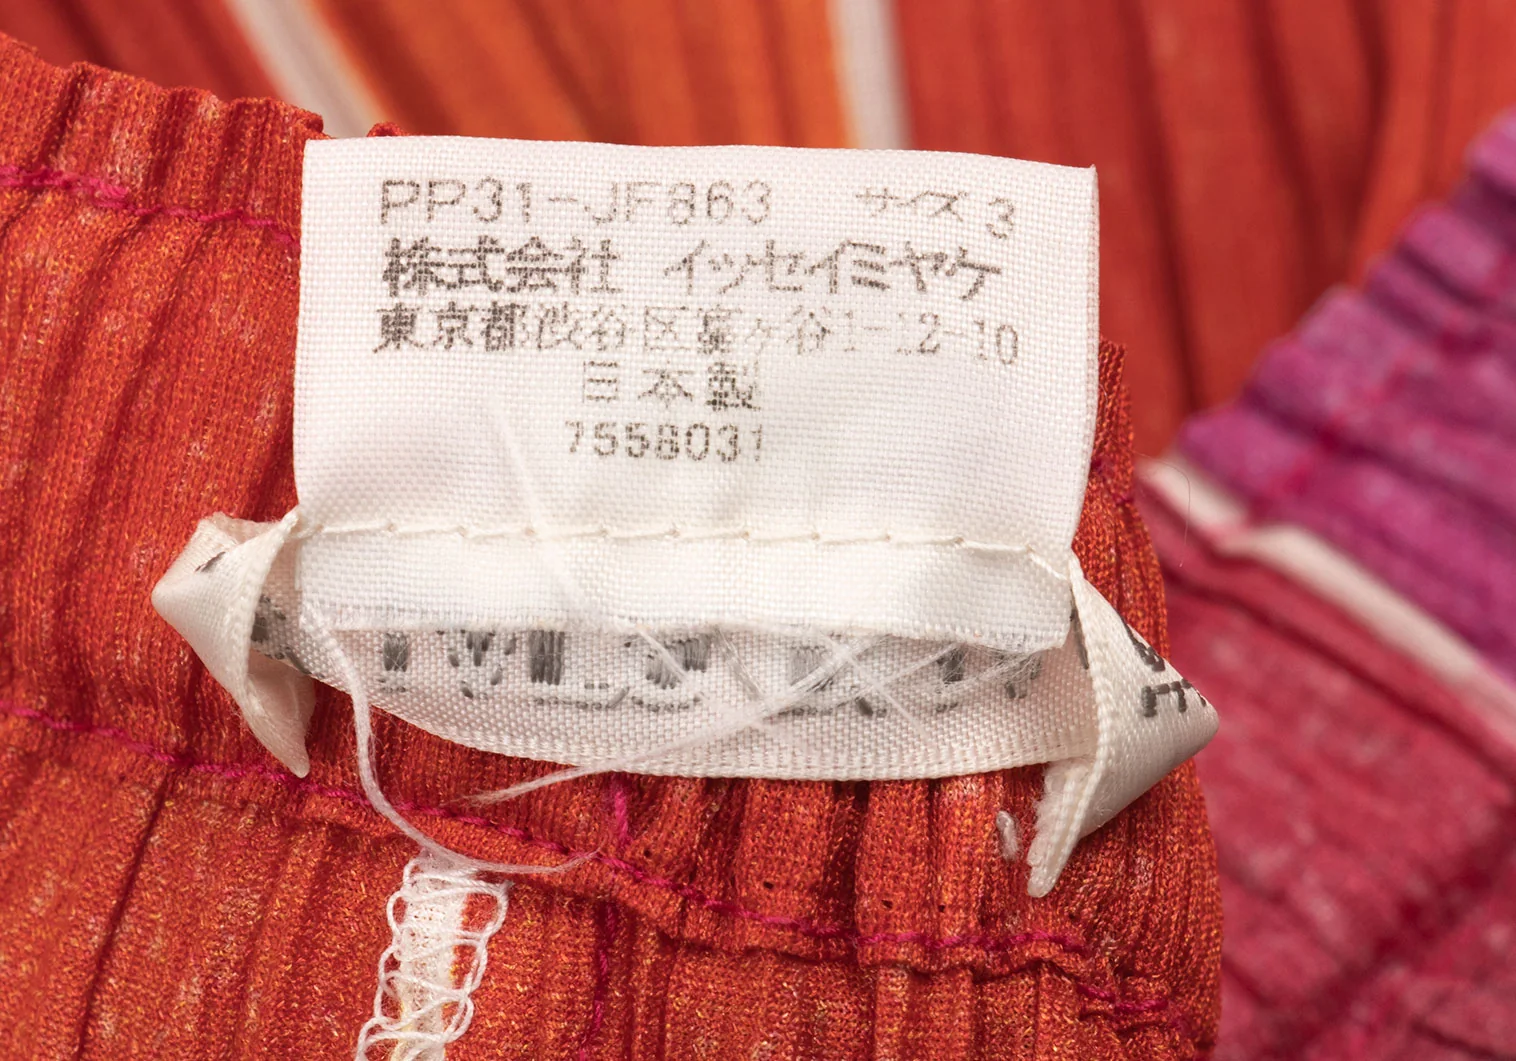 PP31-JF863 サイズ 3
株式会社 イッセイミヤケ
東京都渋谷区富ヶ谷1-12-10
日本製
7558031